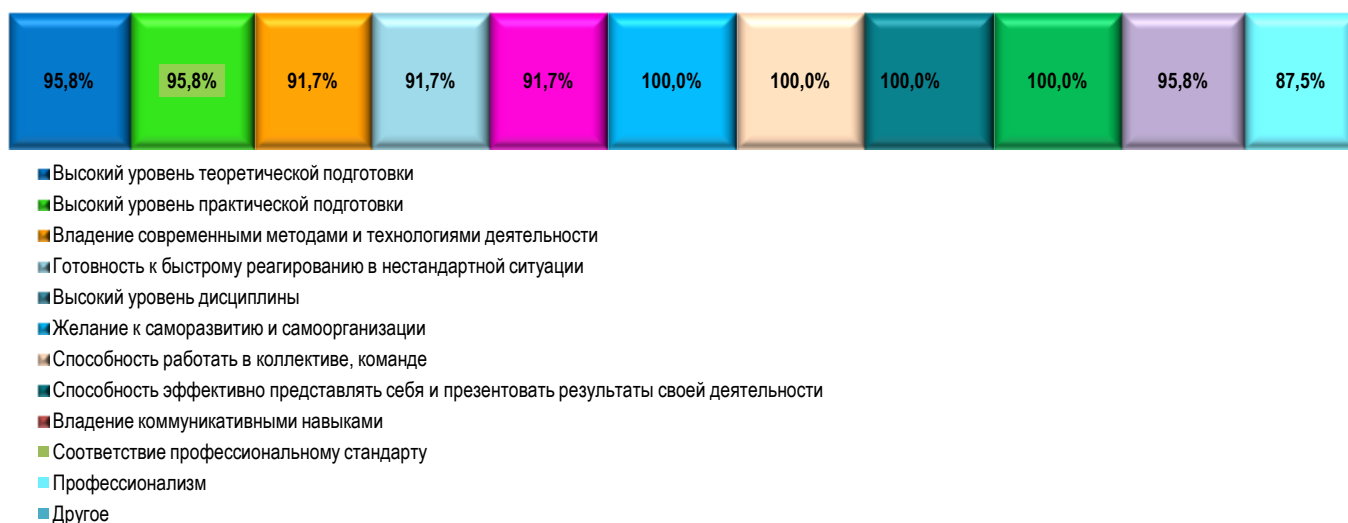 95,8% 95,8% 91,7% 91,7% 91,7% 100,0% 100,0% 100,0% 100,0% 95,8% 87,5%
Высокий уровень теоретической подготовки
Высокий уровень практической подготовки
Владение современными методами и технологиями деятельности
Готовность к быстрому реагированию в нестандартной ситуации
Высокий уровень дисциплины
Желание к саморазвитию и самоорганизации
Способность работать в коллективе, команде
Способность эффективно представлять себя и презентовать результаты своей деятельности
Владение коммуникативными навыками
Соответствие профессиональному стандарту
Профессионализм
Другое